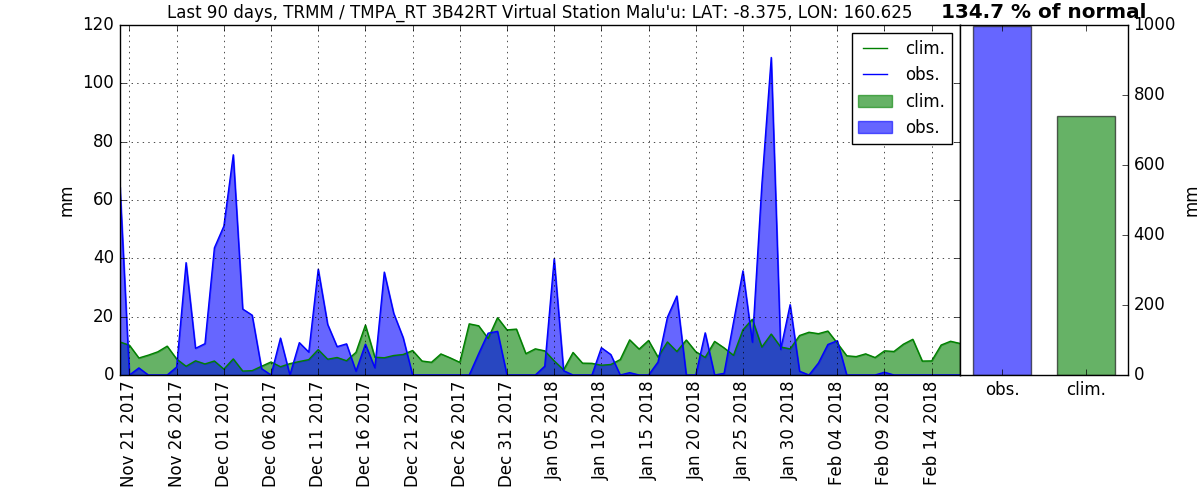 Last 90 days, TRMM / TMPA_RT 3B42RT Virtual Station Malu'u: LAT: -8.375, LON: 160.625
134.7 % of normal
mm
120
100
80
60
40
20
0
clim.
obs.
clim.
obs.
Nov 21 2017
Nov 26 2017
Dec 01 2017
Dec 06 2017
Dec 11 2017
Dec 16 2017
Dec 21 2017
Dec 26 2017
Dec 31 2017
Jan 05 2018
Jan 10 2018
Jan 15 2018
Jan 20 2018
Jan 25 2018
Jan 30 2018
Feb 04 2018
Feb 09 2018
Feb 14 2018
1000
800
600
400
200
0
mm
obs.
clim.